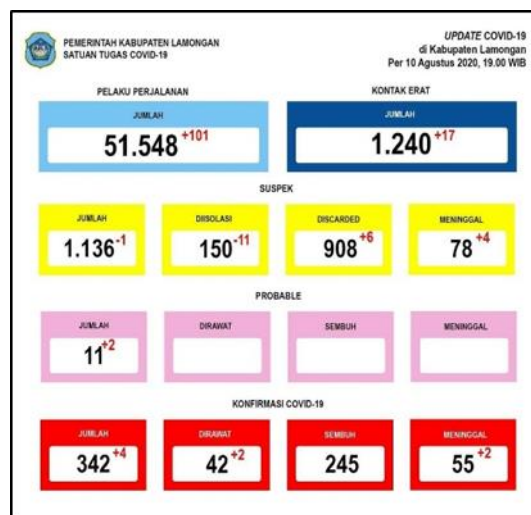 PEMERINTAH KABUPATEN LAMONGAN
SATUAN TUGAS COVID-19
UPDATE COVID-19
di Kabupaten Lamongan
Per 10 Agustus 2020, 19.00 WIB
PELAKU PERJALANAN
KONTAK ERAT
JUMLAH
JUMLAH
51.548 +101
1.240 +17
SUSPEK
JUMLAH
DIISOLASI
DISCARDED
MENINGGAL
1.136 -1
150 -11
908 +6
78 +4
PROBABLE
JUMLAH
DIRAWAT
SEMBUH
MENINGGAL
11 +2
KONFIRMASI COVID-19
JUMLAH
DIRAWAT
SEMBUH
MENINGGAL
342 +4
42 +2
245
55 +2